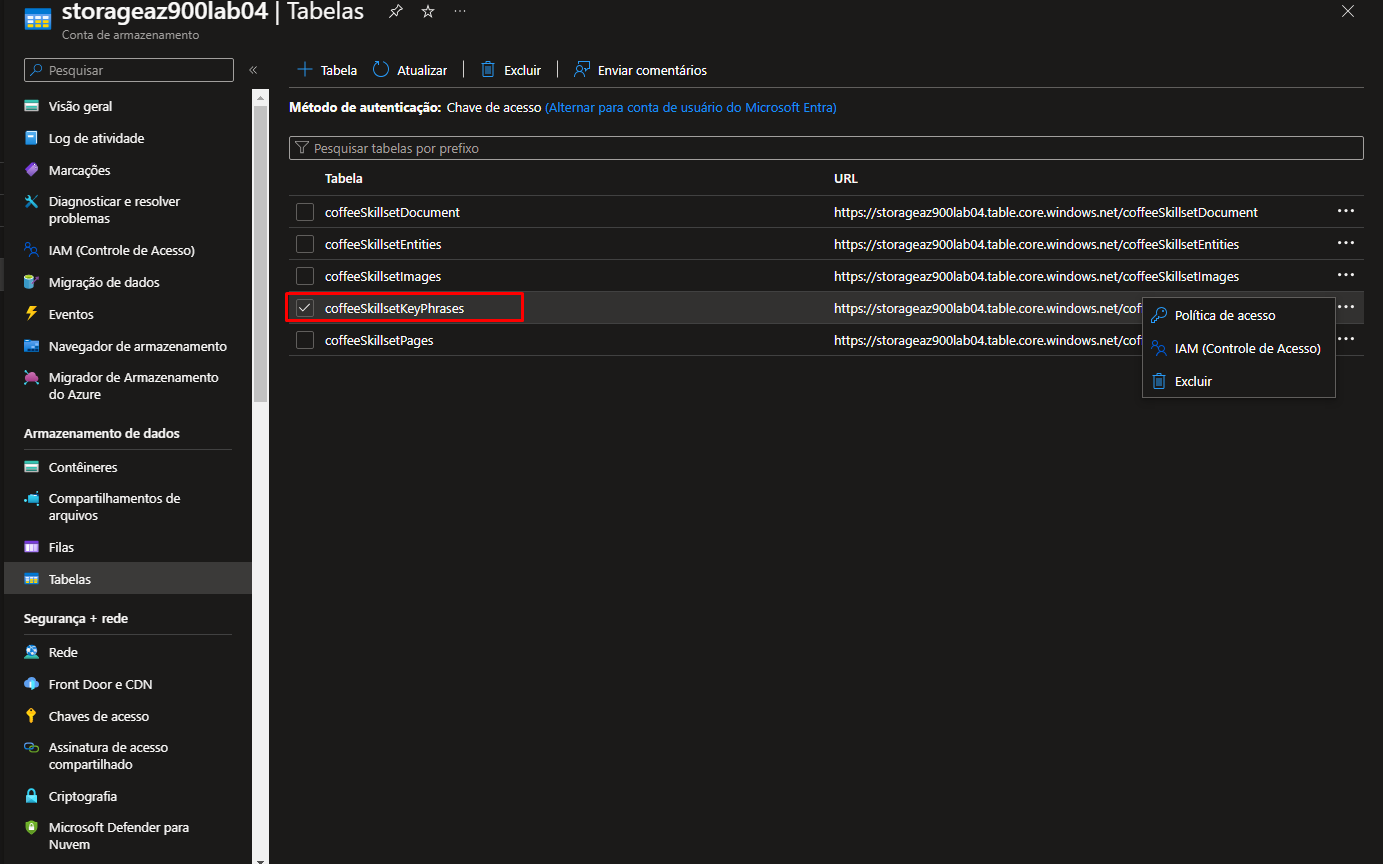 storageaz900lab04 | Tabelas
Conta de armazenamento
Pesquisar
Visão geral
Log de atividade
Marcações
Diagnosticar e resolver
problemas
IAM (Controle de Acesso)
Migração de dados
Eventos
Navegador de armazenamento
Migrador de Armazenamento
do Azure
Armazenamento de dados
Contêineres
Compartilhamentos de
arquivos
Filas
Tabelas
Segurança + rede
Rede
Front Door e CDN
Chaves de acesso
Assinatura de acesso
compartilhado
Criptografia
Microsoft Defender para
Nuvem
Tabela Atualizar Excluir Enviar comentários
Método de autenticação: Chave de acesso (Alternar para conta de usuário do Microsoft Entra)
Pesquisar tabelas por prefixo
Tabela URL
coffeeSkillsetDocument https://storageaz900lab04.table.core.windows.net/coffeeSkillsetDocument
coffeeSkillsetEntities https://storageaz900lab04.table.core.windows.net/coffeeSkillsetEntities
coffeeSkillsetImages https://storageaz900lab04.table.core.windows.net/coffeeSkillsetImages
coffeeSkillsetKeyPhrases https://storageaz900lab04.table.core.windows.net/cof
coffeeSkillsetPages https://storageaz900lab04.table.core.windows.net/cof
Política de acesso
IAM (Controle de Acesso)
Excluir